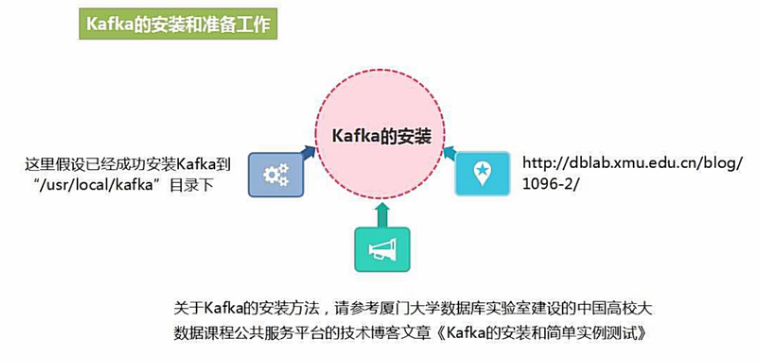 Kafka的安装和准备工作
Kafka的安装
这里假设已经成功安装Kafka到
“/usr/local/kafka”目录下
http://dblab.xmu.edu.cn/blog/
1096-2/
关于Kafka的安装方法，请参考厦门大学数据库实验室建设的中国高校大
数据课程公共服务平台的技术博客文章《Kafka的安装和简单实例测试》